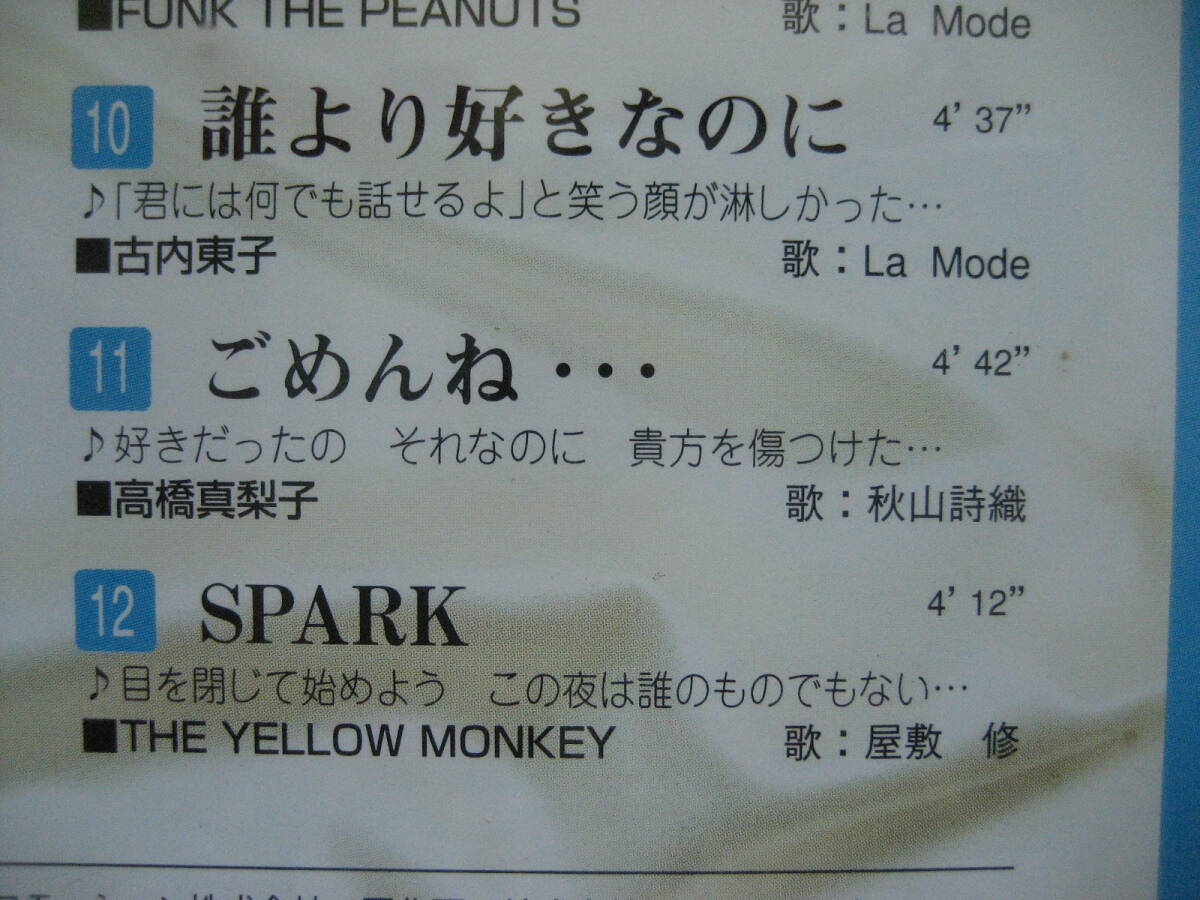 ■FUNK THE PEANUTS 歌：La Mode
10 誰より好きなのに 4’37”
♪「君には何でも話せるよ」と笑う顔が淋しかった…
■古内東子 歌：La Mode
11 ごめんね・・・ 4’42”
♪好きだったの　それなのに　貴方を傷つけた…
■高橋真梨子 歌：秋山詩織
12 SPARK 4’12”
♪目を閉じて始めよう　この夜は誰のものでもない…
■THE YELLOW MONKEY 歌：屋敷　修